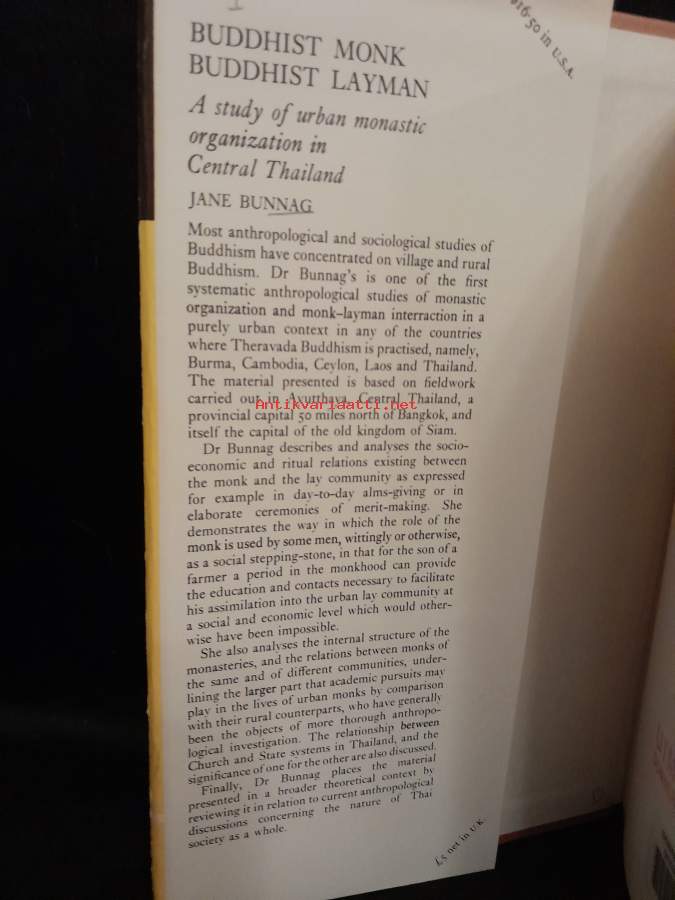 $16.50 in U.S.A.
BUDDHIST MONK
BUDDHIST LAYMAN
A study of urban monastic
organization in
Central Thailand
JANE BUNNAG
Most anthropological and sociological studies of
Buddhism have concentrated on village and rural
Buddhism. Dr Bunnag's is one of the first
systematic anthropological studies of monastic
organization and monk–layman interraction in a
purely urban context in any of the countries
where Theravada Buddhism is practised, namely,
Burma, Cambodia, Ceylon, Laos and Thailand.
The material presented is based on fieldwork
carried out in Ayutthaya, Central Thailand, a
Antikvariaatti.net
provincial capital 50 miles north of Bangkok, and
itself the capital of the old kingdom of Siam.
Dr Bunnag describes and analyses the socio-
economic and ritual relations existing between
the monk and the lay community as expressed
for example in day-to-day alms-giving or in
elaborate ceremonies of merit-making. She
demonstrates the way in which the role of the
monk is used by some men, wittingly or otherwise,
as a social stepping-stone, in that for the son of a
farmer a period in the monkhood can provide
the education and contacts necessary to facilitate
his assimilation into the urban lay community at
a social and economic level which would other-
wise have been impossible.
She also analyses the internal structure of the
monasteries, and the relations between monks of
the same and of different communities, under-
lining the larger part that academic pursuits may
play in the lives of urban monks by comparison
with their rural counterparts, who have generally
been the objects of more thorough anthropo-
logical investigation. The relationship between
Church and State systems in Thailand, and the
significance of one for the other are also discussed.
Finally, Dr Bunnag places the material
presented in a broader theoretical context by
reviewing it in relation to current anthropological
discussions concerning the nature of Thai
society as a whole.
£5 net in U.K.